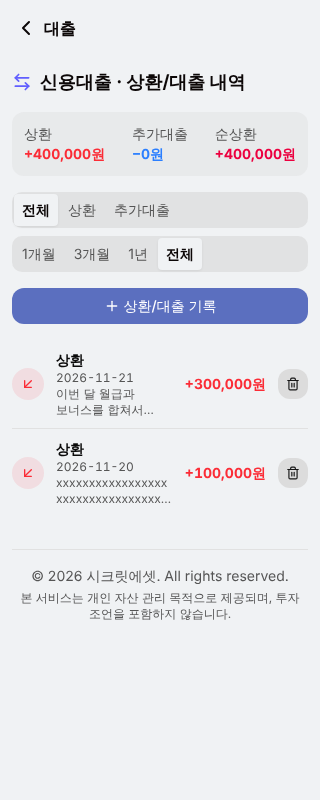 대출
신용대출 · 상환/대출 내역
상환 추가대출 순상환
+400,000원 −0원 +400,000원
전체 상환 추가대출
1개월 3개월 1년 전체
+ 상환/대출 기록
상환
2026-11-21
이번 달 월급과
보너스를 합쳐서...
+300,000원
상환
2026-11-20
xxxxxxxxxxxxxxxxx
xxxxxxxxxxxxxxxx...
+100,000원
© 2026 시크릿에셋. All rights reserved.
본 서비스는 개인 자산 관리 목적으로 제공되며, 투자
조언을 포함하지 않습니다.